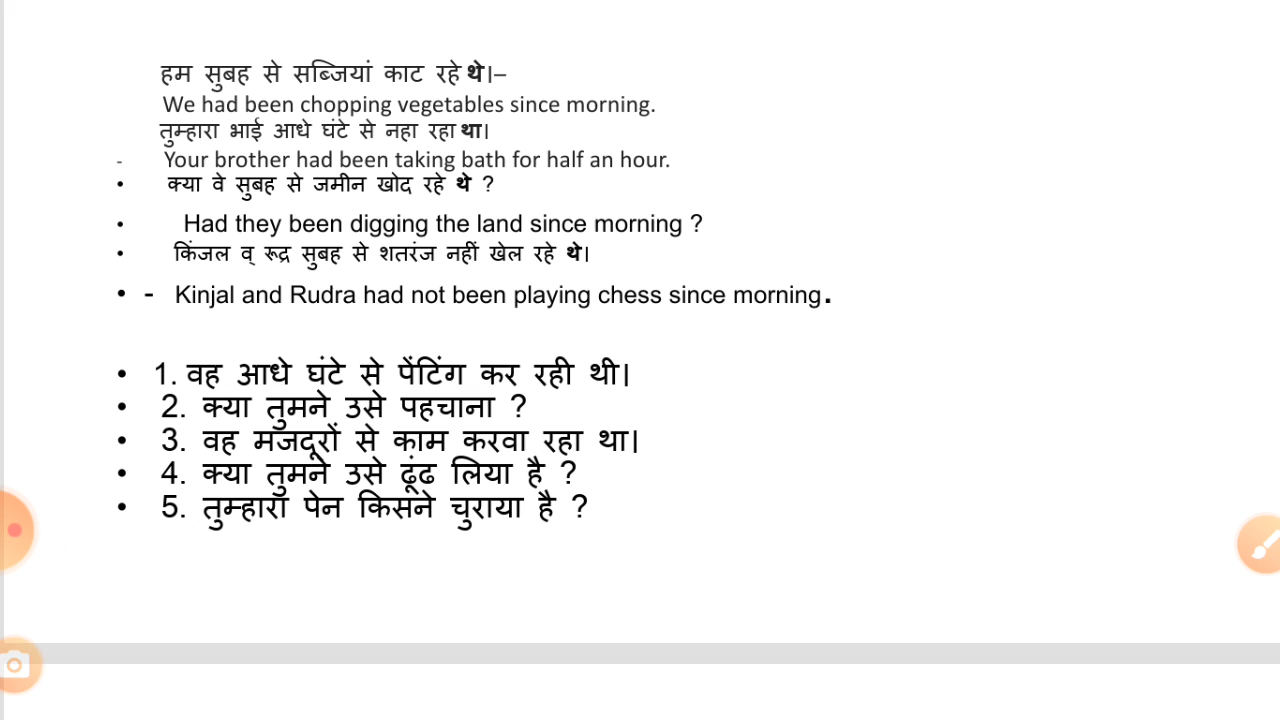 हम सुबह से सब्जियां काट रहे थे।–
We had been chopping vegetables since morning.
तुम्हारा भाई आधे घंटे से नहा रहा था।
- Your brother had been taking bath for half an hour.
• क्या वे सुबह से जमीन खोद रहे थे ?
• Had they been digging the land since morning ?
• किंजल व् रूद्र सुबह से शतरंज नहीं खेल रहे थे।
• - Kinjal and Rudra had not been playing chess since morning.
• 1. वह आधे घंटे से पेंटिंग कर रही थी।
• 2. क्या तुमने उसे पहचाना ?
• 3. वह मजदूरों से काम करवा रहा था।
• 4. क्या तुमने उसे ढूंढ लिया है ?
• 5. तुम्हारा पेन किसने चुराया है ?